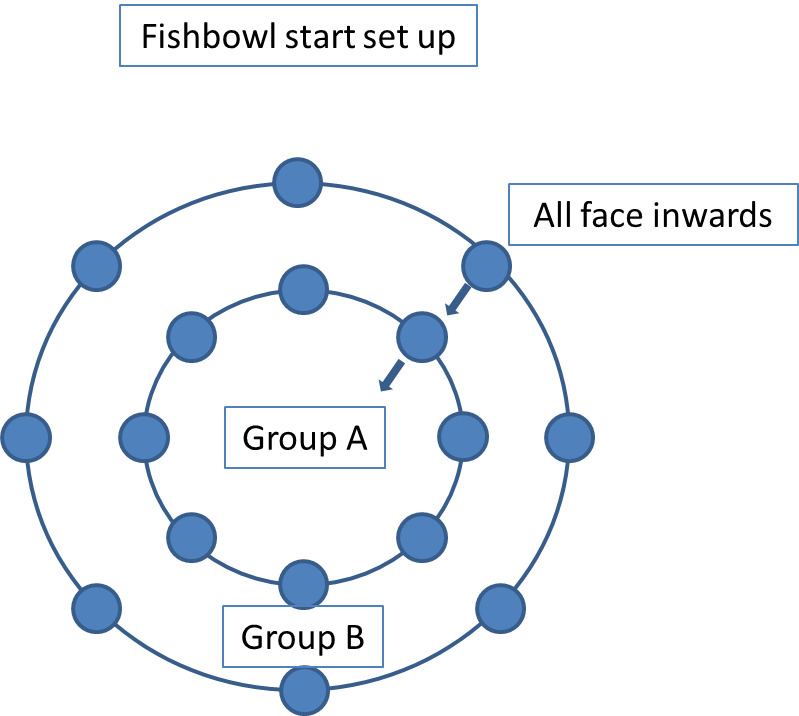 Fishbowl start set up
All face inwards
Group A
Group B